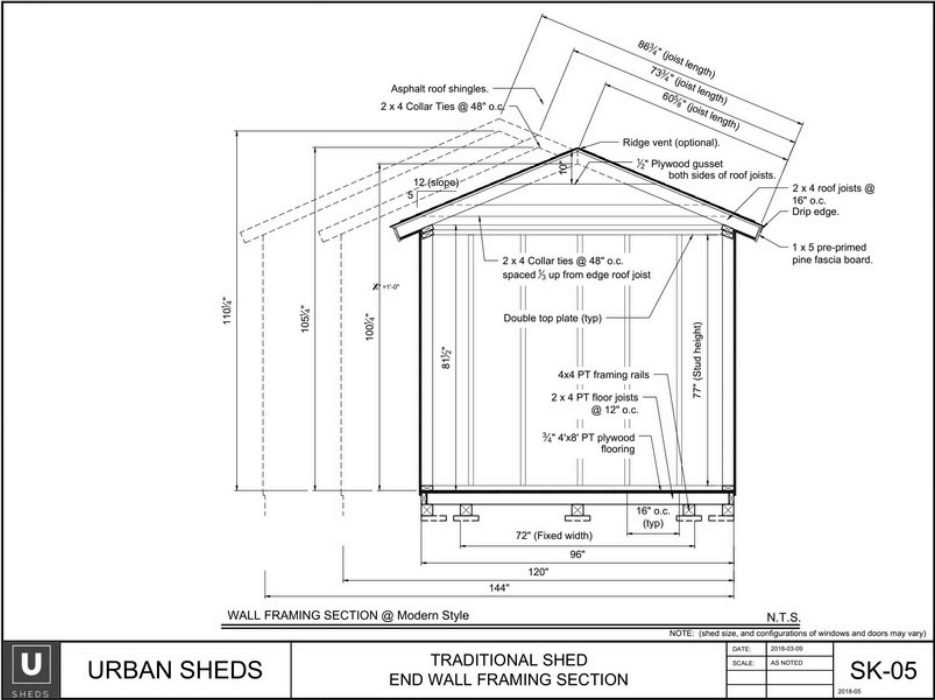 86¾" (joist length)
73¾" (joist length)
60⅝" (joist length)
Asphalt roof shingles.
2 x 4 Collar Ties @ 48" o.c.
Ridge vent (optional).
½" Plywood gusset
both sides of roof joists.
10"
12 (slope)
5
2 x 4 roof joists @
16" o.c.
Drip edge.
1 x 5 pre-primed
pine fascia board.
2 x 4 Collar ties @ 48" o.c.
spaced ⅓ up from edge roof joist
=1'-0"
Double top plate (typ)
110¼"
105¼"
100¼"
81½"
77" (Stud height)
4x4 PT framing rails
2 x 4 PT floor joists
@ 12" o.c.
¾" 4'x8' PT plywood
flooring
16" o.c.
(typ)
72" (Fixed width)
96"
120"
144"
WALL FRAMING SECTION @ Modern Style
N.T.S.
NOTE: (shed size, and configurations of windows and doors may vary)
U
SHEDS
URBAN SHEDS
TRADITIONAL SHED
END WALL FRAMING SECTION
DATE: 2018-03-09
SCALE: AS NOTED
SK-05
2018-05